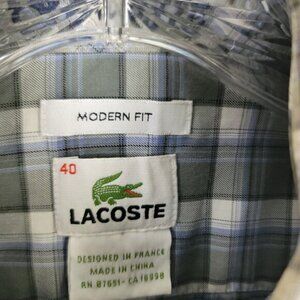 MODERN FIT
40
LACOSTE
DESIGNED IN FRANCE
MADE IN CHINA
RN 87651-CA16998